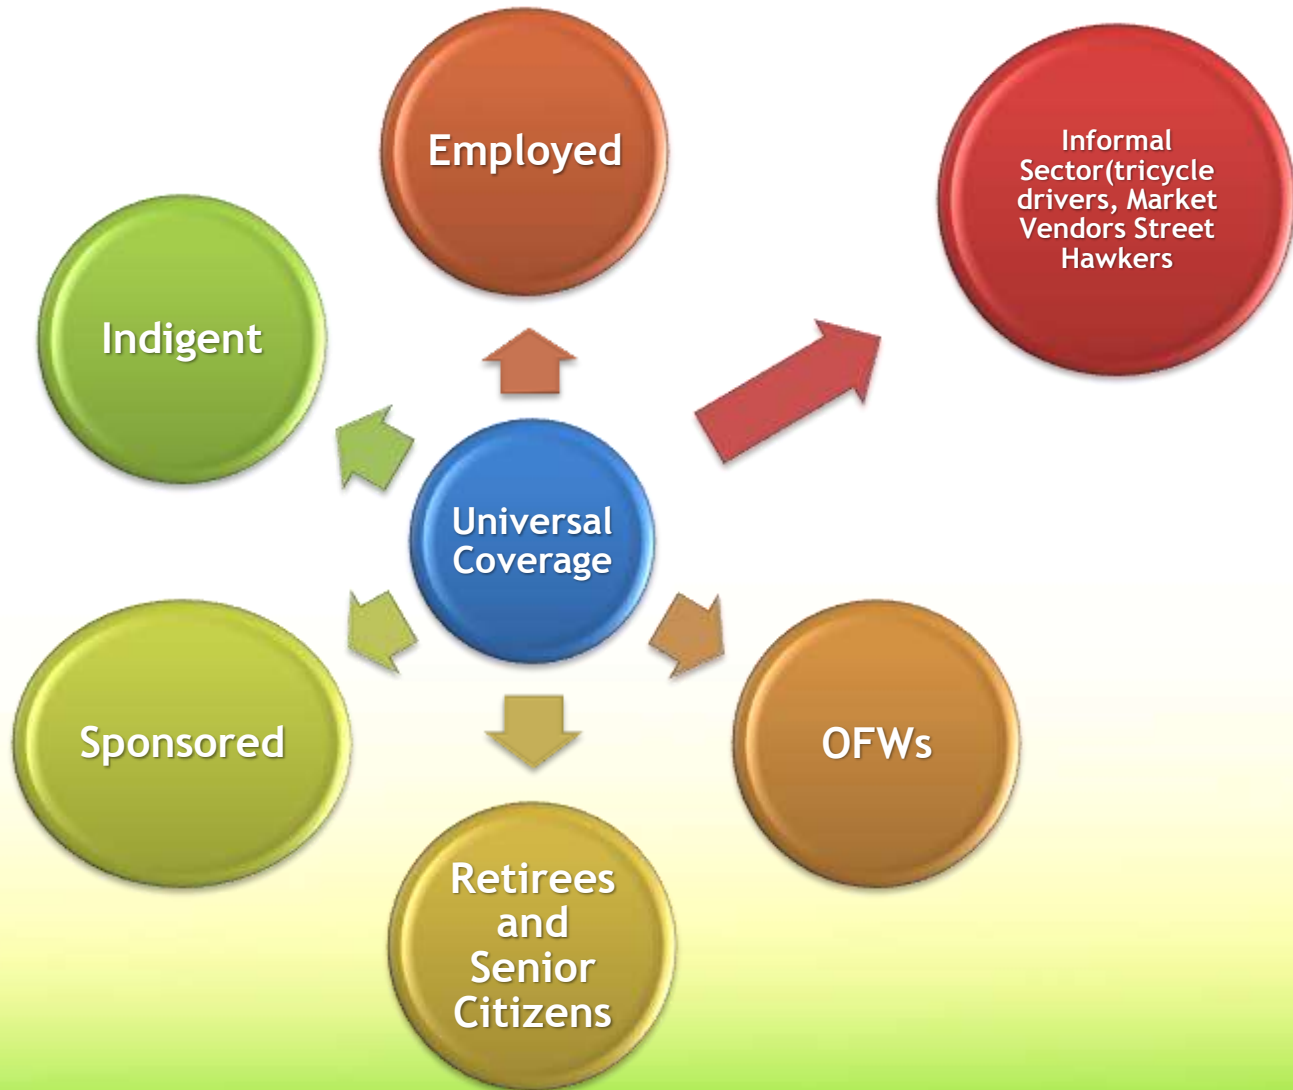 Employed
Informal
Sector(tricycle
drivers, Market
Vendors Street
Hawkers
Indigent
Universal
Coverage
Sponsored
OFWs
Retirees
and
Senior
Citizens